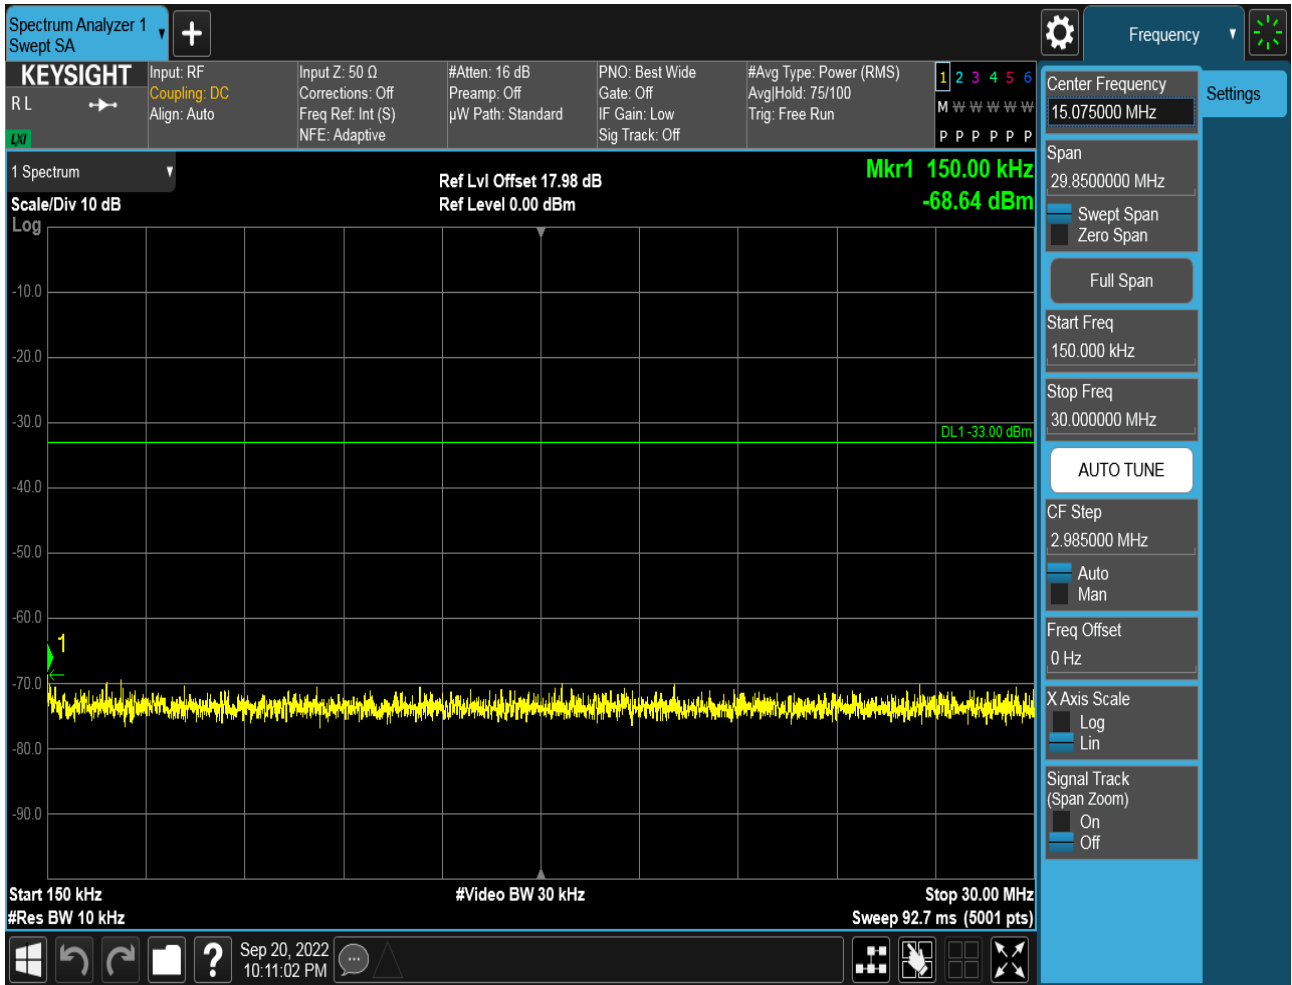 Spectrum Analyzer 1
Swept SA
Frequency
KEYSIGHT
R L
LXI
Input: RF
Coupling: DC
Align: Auto
Input Z: 50 Ω
Corrections: Off
Freq Ref: Int (S)
NFE: Adaptive
#Atten: 16 dB
Preamp: Off
µW Path: Standard
PNO: Best Wide
Gate: Off
IF Gain: Low
Sig Track: Off
#Avg Type: Power (RMS)
Avg|Hold: 75/100
Trig: Free Run
1 2 3 4 5 6
M W W W W W
P P P P P P
1 Spectrum
Scale/Div 10 dB
Log
Ref Lvl Offset 17.98 dB
Ref Level 0.00 dBm
Mkr1 150.00 kHz
-68.64 dBm
-10.0
-20.0
-30.0
DL1 -33.00 dBm
-40.0
-50.0
-60.0
1
-70.0
-80.0
-90.0
Start 150 kHz
#Video BW 30 kHz
Stop 30.00 MHz
#Res BW 10 kHz
Sweep 92.7 ms (5001 pts)
?
Sep 20, 2022
10:11:02 PM
Center Frequency
15.075000 MHz
Settings
Span
29.8500000 MHz
Swept Span
Zero Span
Full Span
Start Freq
150.000 kHz
Stop Freq
30.000000 MHz
AUTO TUNE
CF Step
2.985000 MHz
Auto
Man
Freq Offset
0 Hz
X Axis Scale
Log
Lin
Signal Track
(Span Zoom)
On
Off